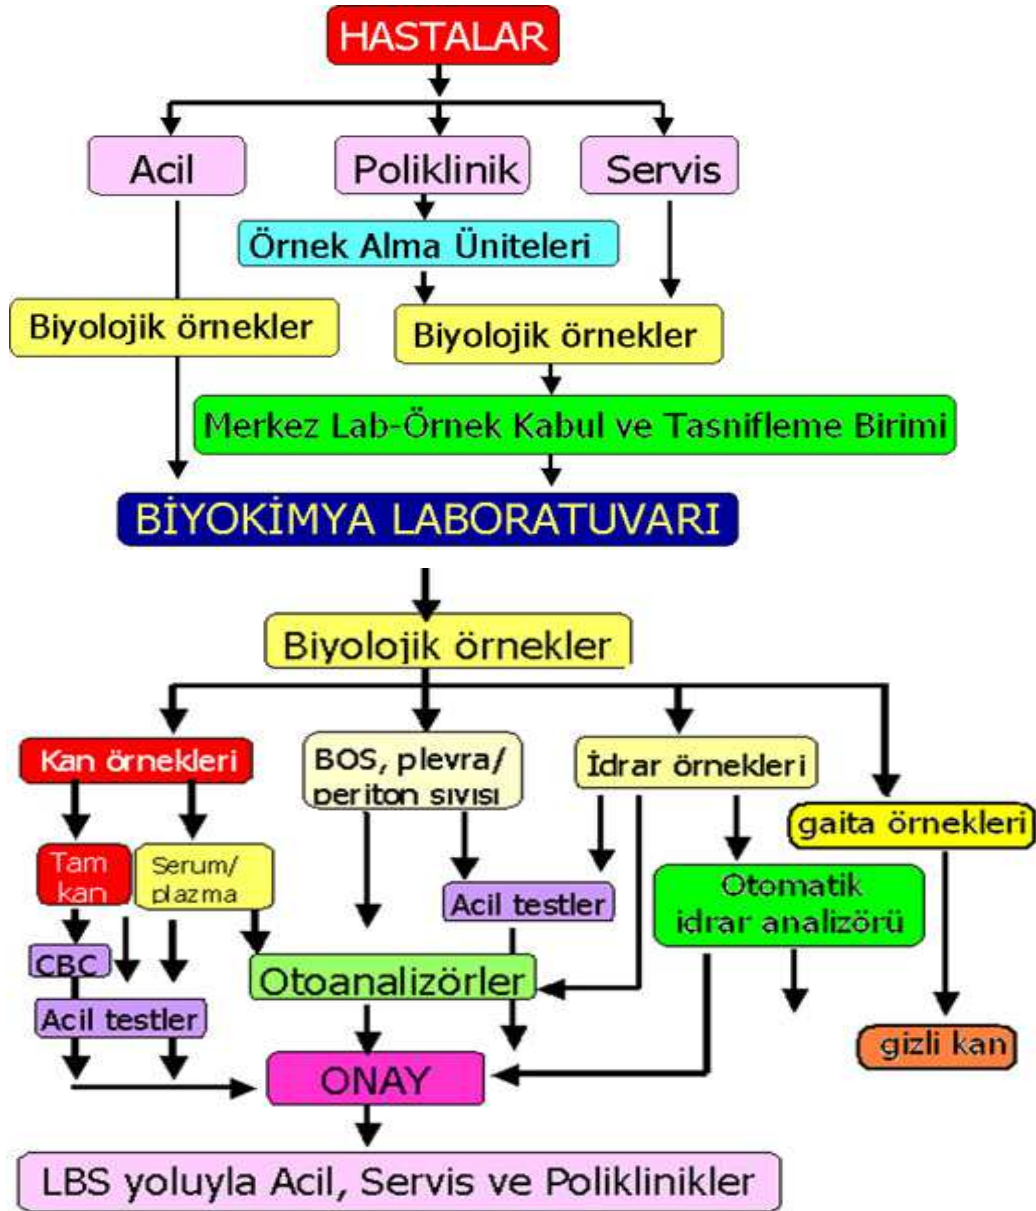 HASTALAR
Acil
Poliklinik
Servis
Örnek Alma Üniteleri
Biyolojik örnekler
Biyolojik örnekler
Merkez Lab-Örnek Kabul ve Tasnifleme Birimi
BİYOKİMYA LABORATUVARI
Biyolojik örnekler
Kan örnekleri
BOS, plevra/
periton sıvısı
İdrar örnekleri
gaita örnekleri
Tam
kan
Serum/
plazma
Acil testler
Otomatik
idrar analizörü
CBC
Otoanalizörler
Acil testler
gizli kan
ONAY
LBS yoluyla Acil, Servis ve Poliklinikler